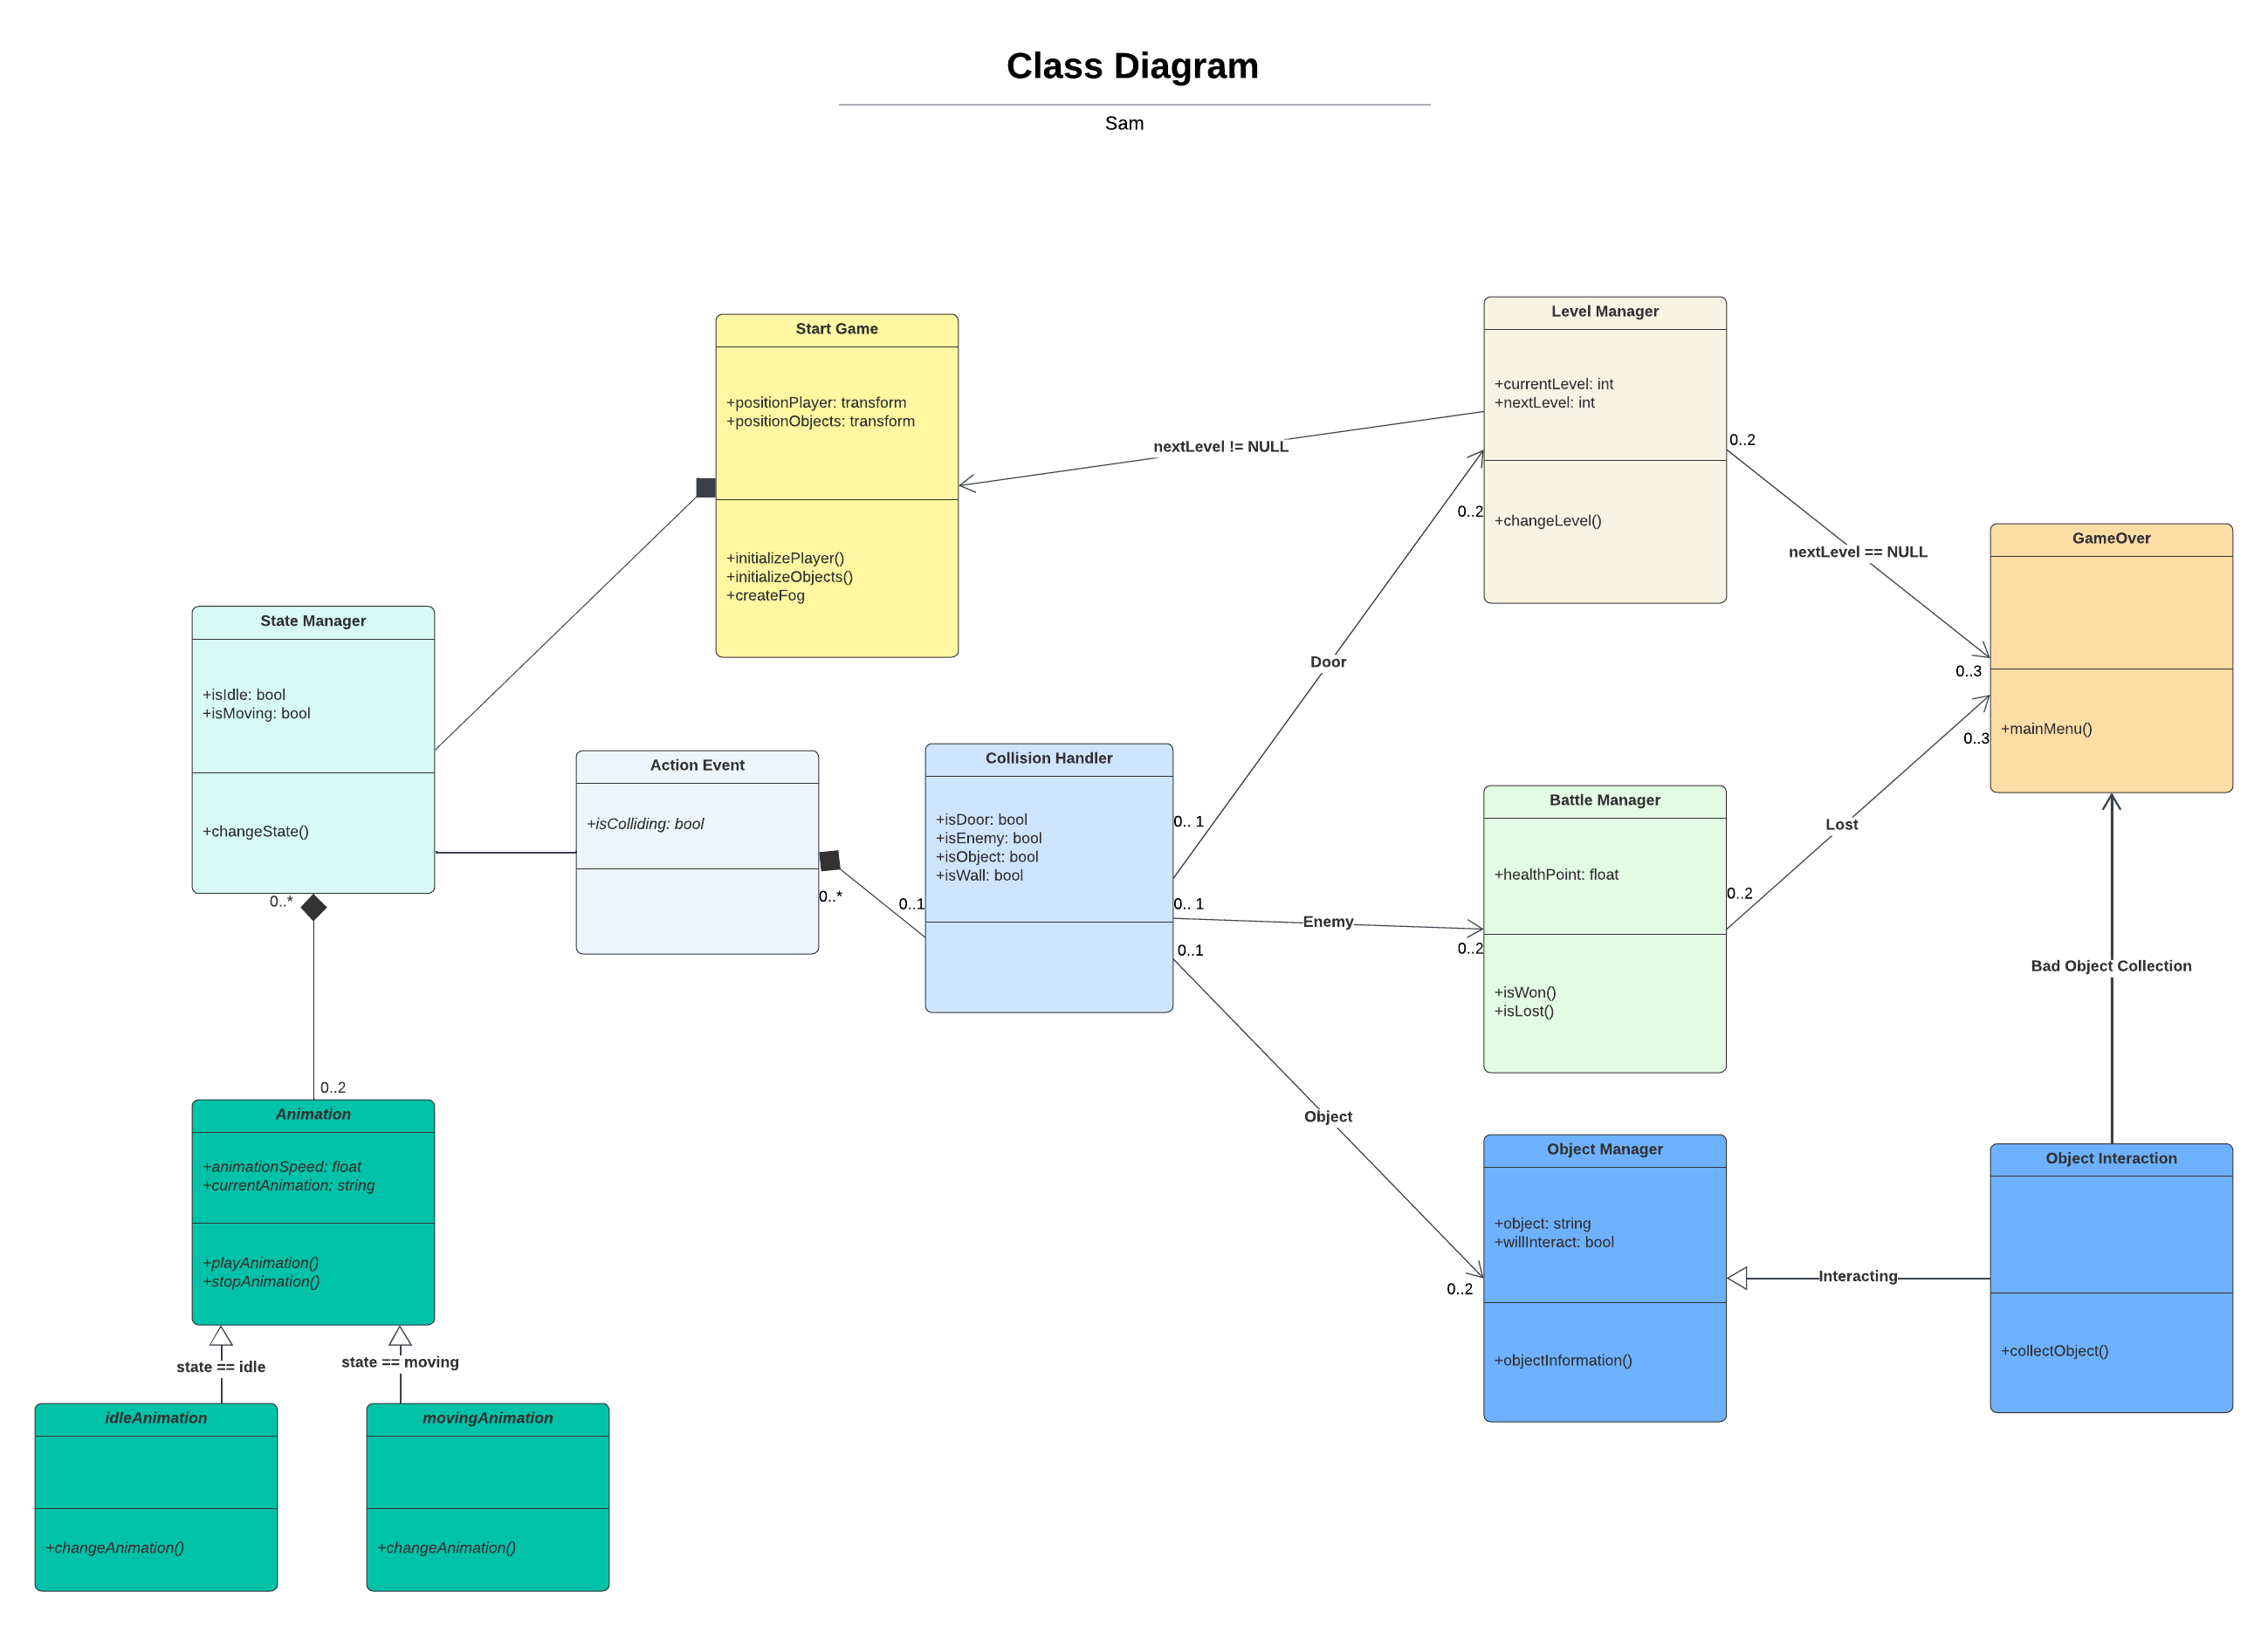 Class Diagram
Sam
Start Game
+positionPlayer: transform
+positionObjects: transform
+initializePlayer()
+initializeObjects()
+createFog
nextLevel != NULL
Level Manager
+currentLevel: int
+nextLevel: int
+changeLevel()
0..2
0..2
nextLevel == NULL
GameOver
+mainMenu()
0..3
0..3
State Manager
+isIdle: bool
+isMoving: bool
+changeState()
0..*
Action Event
+isColliding: bool
0..*
0..1
Collision Handler
+isDoor: bool
+isEnemy: bool
+isObject: bool
+isWall: bool
Door
0.. 1
0.. 1
0..1
Enemy
0..2
Battle Manager
+healthPoint: float
+isWon()
+isLost()
0..2
Lost
Bad Object Collection
Object
0..2
Object Manager
+object: string
+willInteract: bool
+objectInformation()
Interacting
Object Interaction
+collectObject()
0..2
Animation
+animationSpeed: float
+currentAnimation: string
+playAnimation()
+stopAnimation()
state == idle
state == moving
idleAnimation
+changeAnimation()
movingAnimation
+changeAnimation()